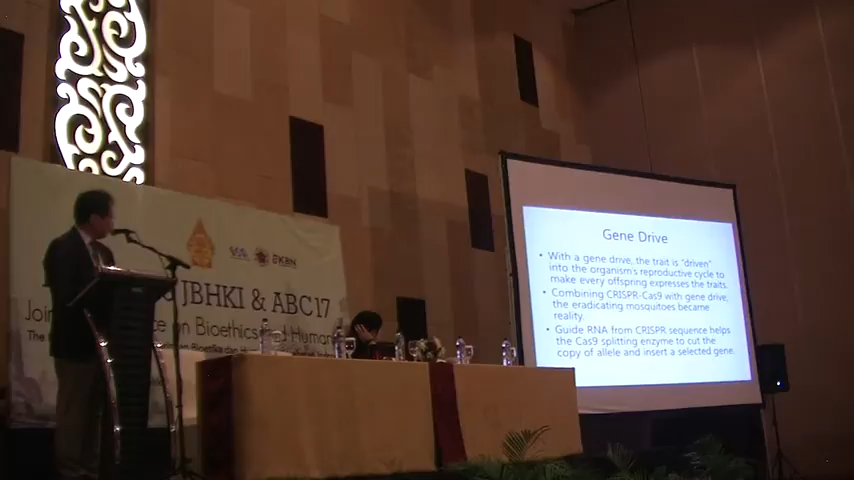 JBHKI & ABC17
on Bioethics and Human
Gene Drive
• With a gene drive, the trait is "driven"
into the organism's reproductive cycle to
make every offspring expresses the traits.
• Combining CRISPR-Cas9 with gene drive,
the eradicating mosquitoes became
reality.
• Guide RNA from CRISPR sequence helps
the Cas9 splitting enzyme to cut the
copy of allele and insert a selected gene.